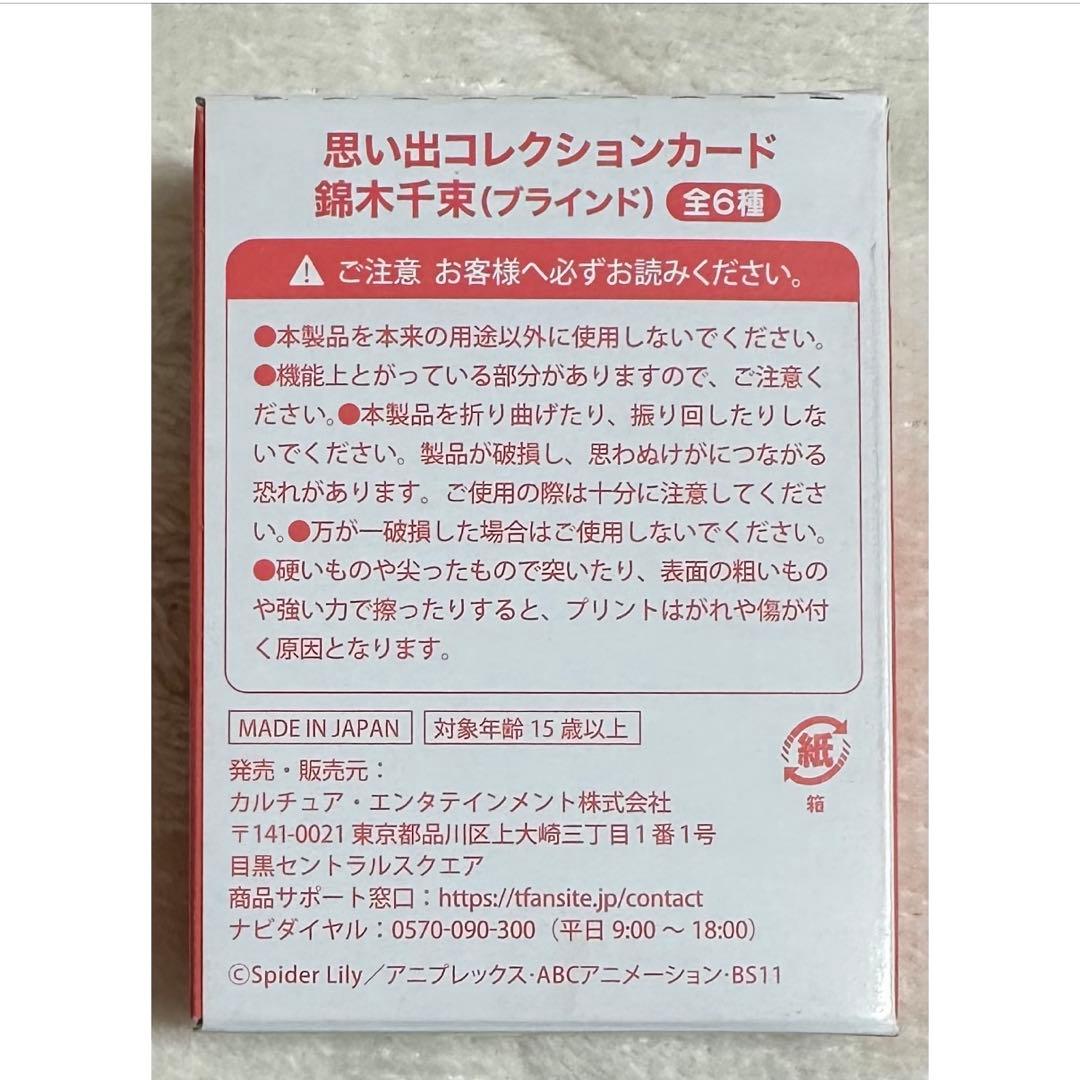 思い出コレクションカード
錦木千束(ブラインド) 全6種
ご注意 お客様へ必ずお読みください。
●本製品を本来の用途以外に使用しないでください。
●機能上とがっている部分がありますので、ご注意く
ださい。●本製品を折り曲げたり、振り回したりしな
いでください。製品が破損し、思わぬけがにつながる
恐れがあります。ご使用の際は十分に注意してくださ
い。●万が一破損した場合はご使用しないでください。
●硬いものや尖ったもので突いたり、表面の粗いもの
や強い力で擦ったりすると、プリントはがれや傷が付
く原因となります。
MADE IN JAPAN 対象年齢 15 歳以上
紙
箱
発売・販売元：
カルチュア・エンタテインメント株式会社
〒141-0021 東京都品川区上大崎三丁目1番1号
目黒セントラルスクエア
商品サポート窓口：https://tfansite.jp/contact
ナビダイヤル：0570-090-300（平日 9:00 〜 18:00）
©Spider Lily／アニプレックス・ABCアニメーション・BS11